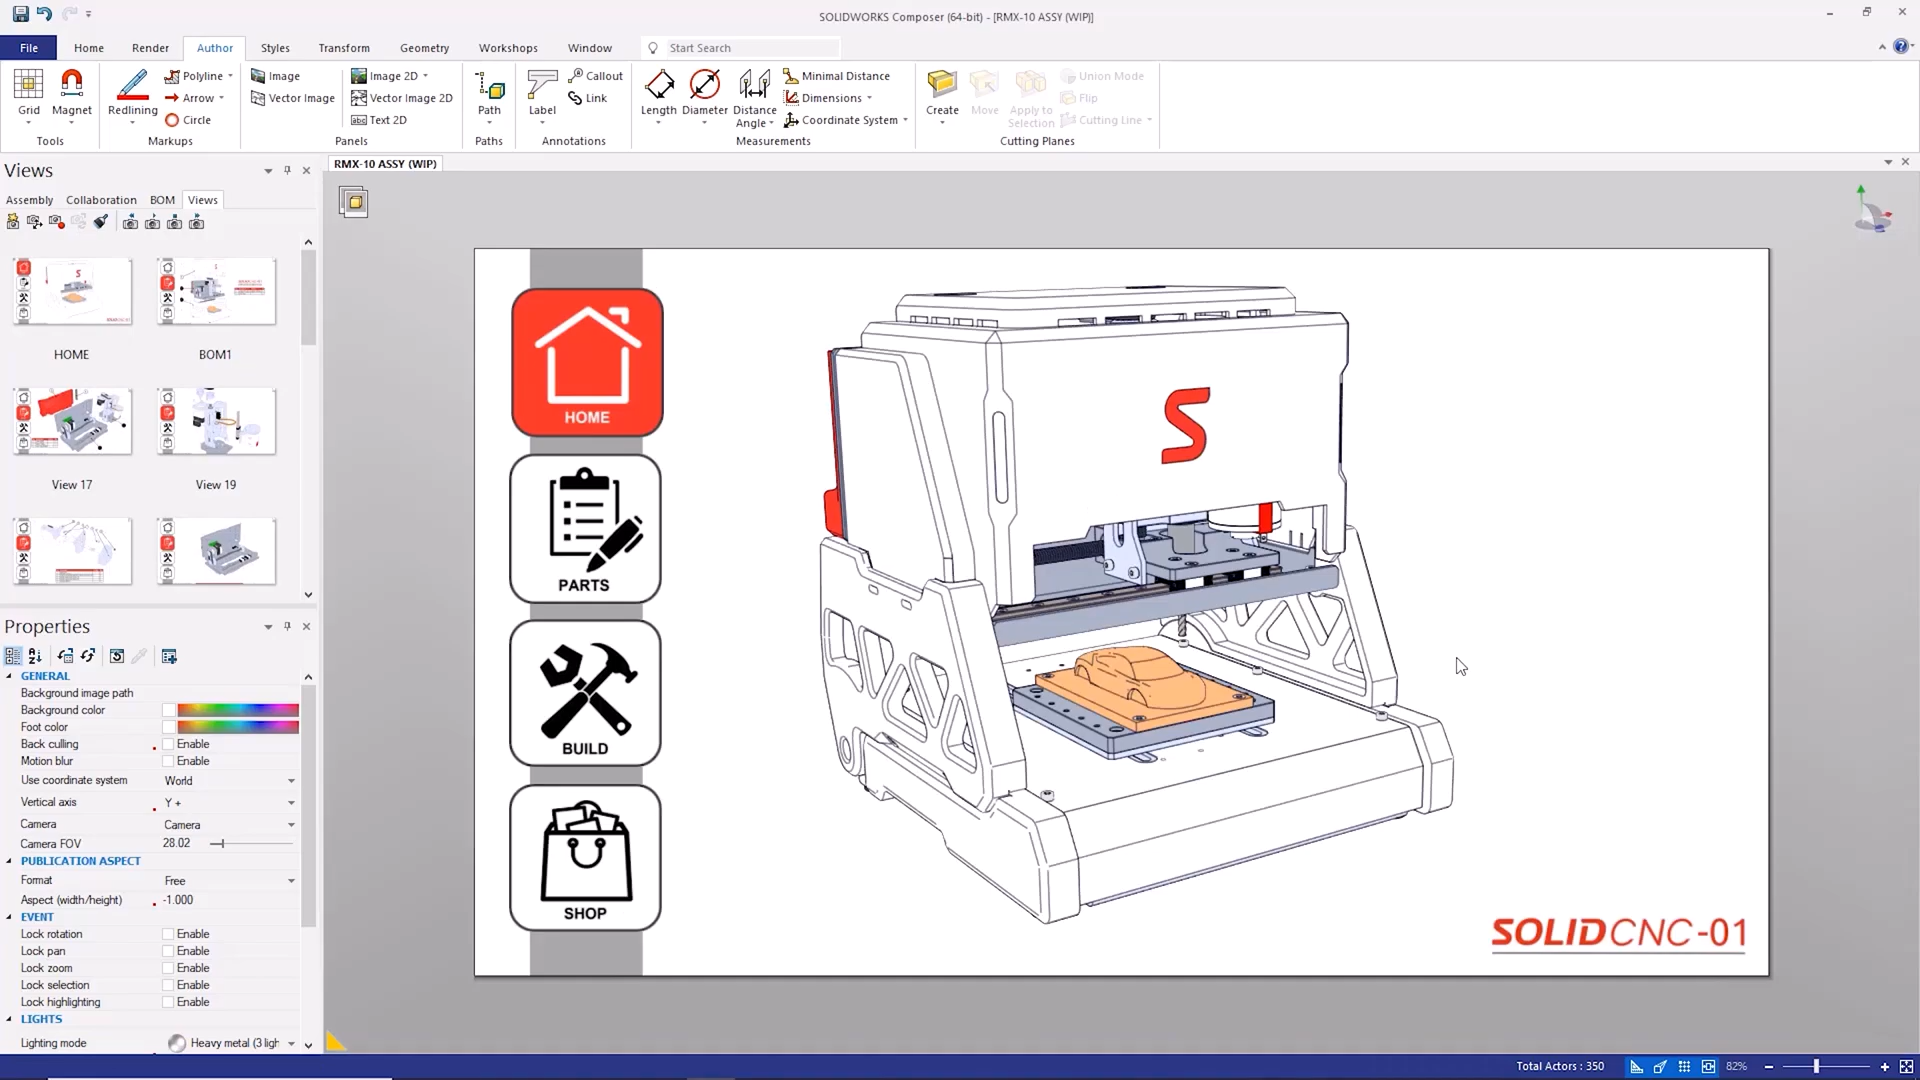 SOLIDWORKS Composer (64-bit) - [RMX-10 ASSY (WIP)]
File Home Render Author Styles Transform Geometry Workshops Window Start Search
Grid Magnet Redlining Polyline Arrow Circle
Image Vector Image Image 2D Vector Image 2D Text 2D
Path Label Callout Link
Length Diameter Distance Angle Minimal Distance Dimensions Coordinate System
Create Move Apply to Selection Union Mode Flip Cutting Line
Tools Markups Panels Paths Annotations Measurements Cutting Planes
Views
RMX-10 ASSY (WIP)
Assembly Collaboration BOM Views
HOME BOM1
View 17 View 19
Properties
GENERAL
Background image path
Background color
Foot color
Back culling Enable
Motion blur Enable
Use coordinate system World
Vertical axis Y +
Camera Camera
Camera FOV 28.02
PUBLICATION ASPECT
Format Free
Aspect (width/height) -1.000
EVENT
Lock rotation Enable
Lock pan Enable
Lock zoom Enable
Lock selection Enable
Lock highlighting Enable
LIGHTS
Lighting mode Heavy metal (3 ligh
HOME
PARTS
BUILD
SHOP
S
SOLIDCNC-01
Total Actors : 350 82%